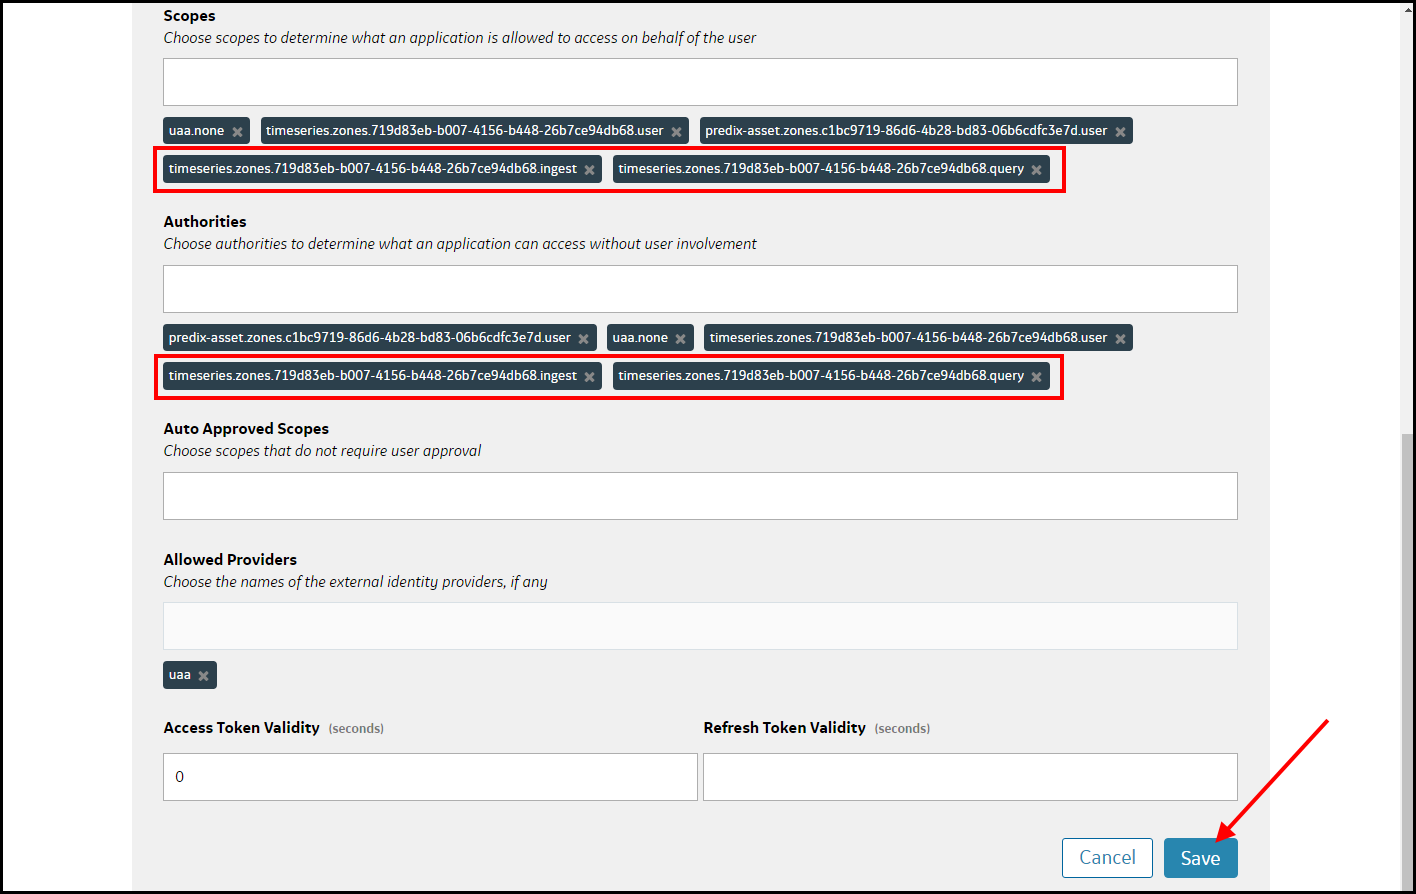 Scopes
Choose scopes to determine what an application is allowed to access on behalf of the user
uaa.none timeseries.zones.719d83eb-b007-4156-b448-26b7ce94db68.user predix-asset.zones.c1bc9719-86d6-4b28-bd83-06b6cdfc3e7d.user
timeseries.zones.719d83eb-b007-4156-b448-26b7ce94db68.ingest timeseries.zones.719d83eb-b007-4156-b448-26b7ce94db68.query
Authorities
Choose authorities to determine what an application can access without user involvement
predix-asset.zones.c1bc9719-86d6-4b28-bd83-06b6cdfc3e7d.user uaa.none timeseries.zones.719d83eb-b007-4156-b448-26b7ce94db68.user
timeseries.zones.719d83eb-b007-4156-b448-26b7ce94db68.ingest timeseries.zones.719d83eb-b007-4156-b448-26b7ce94db68.query
Auto Approved Scopes
Choose scopes that do not require user approval
Allowed Providers
Choose the names of the external identity providers, if any
uaa
Access Token Validity (seconds) Refresh Token Validity (seconds)
0
Cancel Save